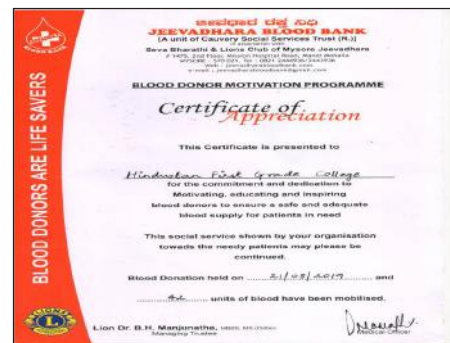 ಜೀವಧಾರ ರಕ್ತ ನಿಧಿ
JEEVADHARA BLOOD BANK
(A unit of Cauvery Social Services Trust (R.)
Seva Bharathi & Lions Club of Mysore Jeevadhara
BLOOD DONOR MOTIVATION PROGRAMME
Certificate of
Appreciation
This Certificate is presented to
Hindustan First Grade College
for the commitment and dedication to
Motivating, educating and inspiring
blood donors to ensure a safe and adequate
blood supply for patients in need
This social service shown by your organisation
towards the needy patients may please be
continued.
Blood Donation held on 21/05/2019 and
42 units of blood have been mobilised.
Lion Dr. B.H. Manjunatha,
Managing Trustee
Medical Officer
BLOOD DONORS ARE LIFE SAVERS
BLOOD BANK
LIONS